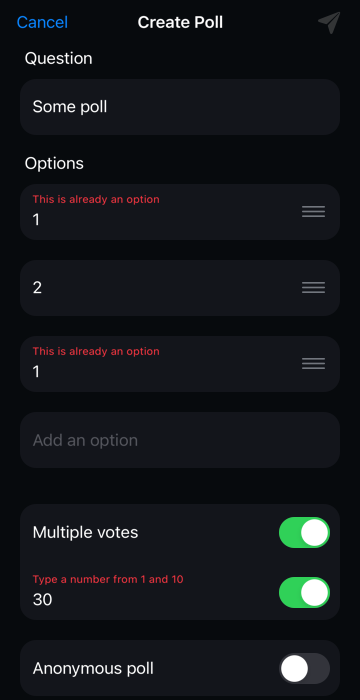 Cancel
Create Poll
Question
Some poll
Options
This is already an option
1
2
This is already an option
1
Add an option
Multiple votes
Type a number from 1 and 10
30
Anonymous poll